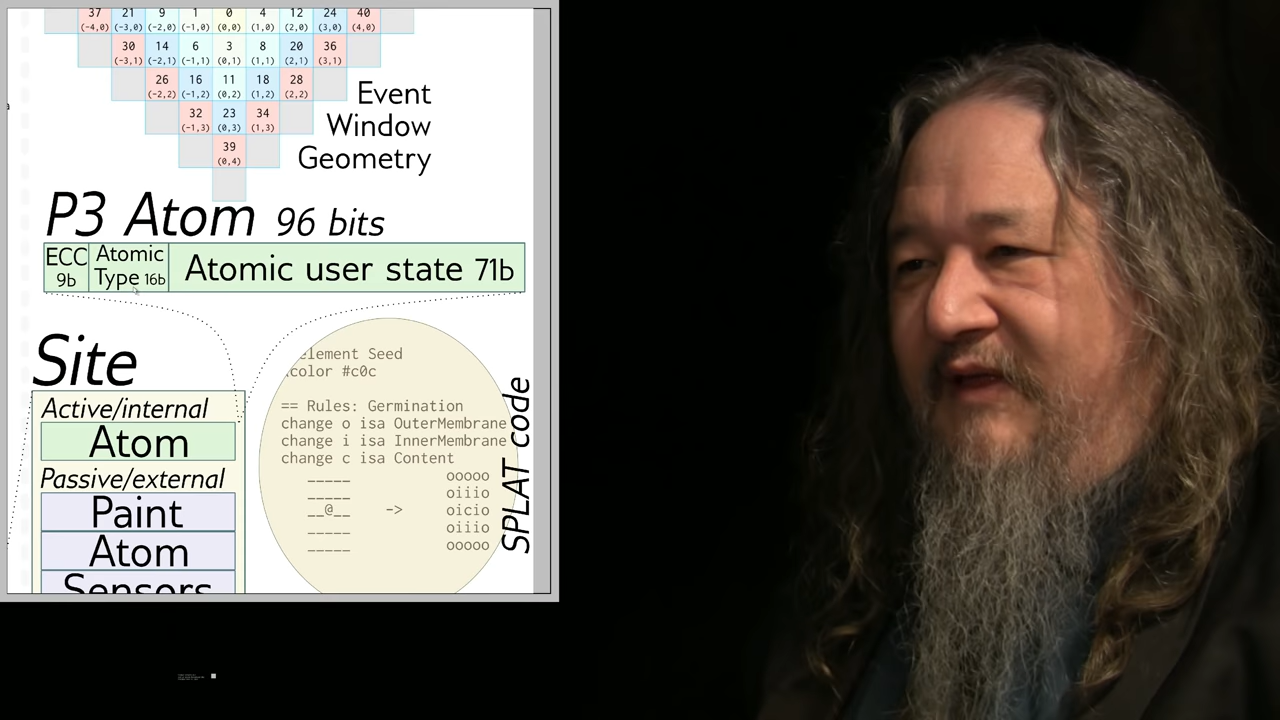 37 21 9 1 0 4 12 24 40
(-4,0) (-3,0) (-2,0) (-1,0) (0,0) (1,0) (2,0) (3,0) (4,0)
30 14 6 3 8 20 36
(-3,1) (-2,1) (-1,1) (0,1) (1,1) (2,1) (3,1)
26 16 11 18 28
(-2,2) (-1,2) (0,2) (1,2) (2,2)
32 23 34
(-1,3) (0,3) (1,3)
39
(0,4)
Event
Window
Geometry
P3 Atom 96 bits
ECC
9b
Atomic
Type 16b
Atomic user state 71b
Site
Active/internal
Atom
Passive/external
Paint
Atom
Sensors
element Seed
color #c0c
== Rules: Germination
change o isa OuterMembrane
change i isa InnerMembrane
change c isa Content
_____ ooooo
_____ oiiio
__@__ -> oicio
_____ oiiio
_____ ooooo
SPLAT code